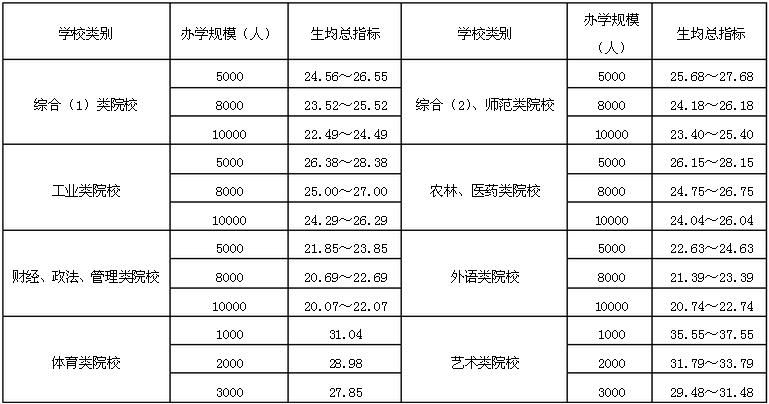 学校类别 办学规模（人） 生均总指标 学校类别 办学规模（人） 生均总指标
综合（1）类院校 5000 24.56～26.55 综合（2）、师范类院校 5000 25.68～27.68
8000 23.52～25.52 8000 24.18～26.18
10000 22.49～24.49 10000 23.40～25.40
工业类院校 5000 26.38～28.38 农林、医药类院校 5000 26.15～28.15
8000 25.00～27.00 8000 24.75～26.75
10000 24.29～26.29 10000 24.04～26.04
财经、政法、管理类院校 5000 21.85～23.85 外语类院校 5000 22.63～24.63
8000 20.69～22.69 8000 21.39～23.39
10000 20.07～22.07 10000 20.74～22.74
体育类院校 1000 31.04 艺术类院校 1000 35.55～37.55
2000 28.98 2000 31.79～33.79
3000 27.85 3000 29.48～31.48